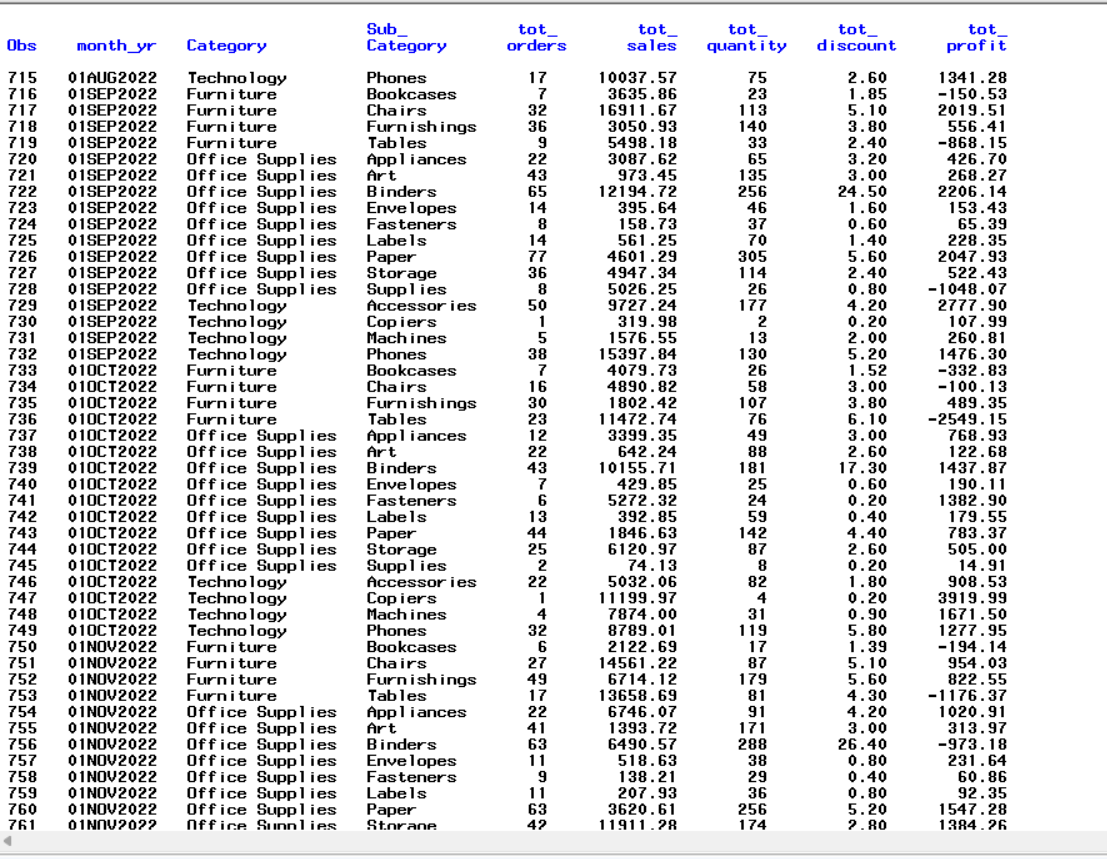 Sub_ tot_ tot_ tot_ tot_ tot_
Obs month_yr Category Category orders sales quantity discount profit
715 01AUG2022 Technology Phones 17 10037.57 75 2.60 1341.28
716 01SEP2022 Furniture Bookcases 7 3635.86 23 1.85 -150.53
717 01SEP2022 Furniture Chairs 32 16911.67 113 5.10 2019.51
718 01SEP2022 Furniture Furnishings 36 3050.93 140 3.80 556.41
719 01SEP2022 Furniture Tables 9 5498.18 33 2.40 -868.15
720 01SEP2022 Office Supplies Appliances 22 3087.62 65 3.20 426.70
721 01SEP2022 Office Supplies Art 43 973.45 135 3.00 268.27
722 01SEP2022 Office Supplies Binders 65 12194.72 256 24.50 2206.14
723 01SEP2022 Office Supplies Envelopes 14 395.64 46 1.60 153.43
724 01SEP2022 Office Supplies Fasteners 8 158.73 37 0.60 65.39
725 01SEP2022 Office Supplies Labels 14 561.25 70 1.40 228.35
726 01SEP2022 Office Supplies Paper 77 4601.29 305 5.60 2047.93
727 01SEP2022 Office Supplies Storage 36 4947.34 114 2.40 522.43
728 01SEP2022 Office Supplies Supplies 8 5026.25 26 0.80 -1048.07
729 01SEP2022 Technology Accessories 50 9727.24 177 4.20 2777.90
730 01SEP2022 Technology Copiers 1 319.98 2 0.20 107.99
731 01SEP2022 Technology Machines 5 1576.55 13 2.00 260.81
732 01SEP2022 Technology Phones 38 15397.84 130 5.20 1476.30
733 01OCT2022 Furniture Bookcases 7 4079.73 26 1.52 -332.83
734 01OCT2022 Furniture Chairs 16 4890.82 58 3.00 -100.13
735 01OCT2022 Furniture Furnishings 30 1802.42 107 3.80 489.35
736 01OCT2022 Furniture Tables 23 11472.74 76 6.10 -2549.15
737 01OCT2022 Office Supplies Appliances 12 3399.35 49 3.00 768.93
738 01OCT2022 Office Supplies Art 22 642.24 88 2.60 122.68
739 01OCT2022 Office Supplies Binders 43 10155.71 181 17.30 1437.87
740 01OCT2022 Office Supplies Envelopes 7 429.85 25 0.60 190.11
741 01OCT2022 Office Supplies Fasteners 6 5272.32 24 0.20 1382.90
742 01OCT2022 Office Supplies Labels 13 392.85 59 0.40 179.55
743 01OCT2022 Office Supplies Paper 44 1846.63 142 4.40 783.37
744 01OCT2022 Office Supplies Storage 25 6120.97 87 2.60 505.00
745 01OCT2022 Office Supplies Supplies 2 74.13 8 0.20 14.91
746 01OCT2022 Technology Accessories 22 5032.06 82 1.80 908.53
747 01OCT2022 Technology Copiers 1 11199.97 4 0.20 3919.99
748 01OCT2022 Technology Machines 4 7874.00 31 0.90 1671.50
749 01OCT2022 Technology Phones 32 8789.01 119 5.80 1277.95
750 01NOV2022 Furniture Bookcases 6 2122.69 17 1.39 -194.14
751 01NOV2022 Furniture Chairs 27 14561.22 87 5.10 954.03
752 01NOV2022 Furniture Furnishings 49 6714.12 179 5.60 822.55
753 01NOV2022 Furniture Tables 17 13658.69 81 4.30 -1176.37
754 01NOV2022 Office Supplies Appliances 22 6746.07 91 4.20 1020.91
755 01NOV2022 Office Supplies Art 41 1393.72 171 3.00 313.97
756 01NOV2022 Office Supplies Binders 63 6490.57 288 26.40 -973.18
757 01NOV2022 Office Supplies Envelopes 11 518.63 38 0.80 231.64
758 01NOV2022 Office Supplies Fasteners 9 138.21 29 0.40 60.86
759 01NOV2022 Office Supplies Labels 11 207.93 36 0.80 92.35
760 01NOV2022 Office Supplies Paper 63 3620.61 256 5.20 1547.28
761 01NOV2022 Office Supplies Storage 42 11911.28 174 2.80 1384.26